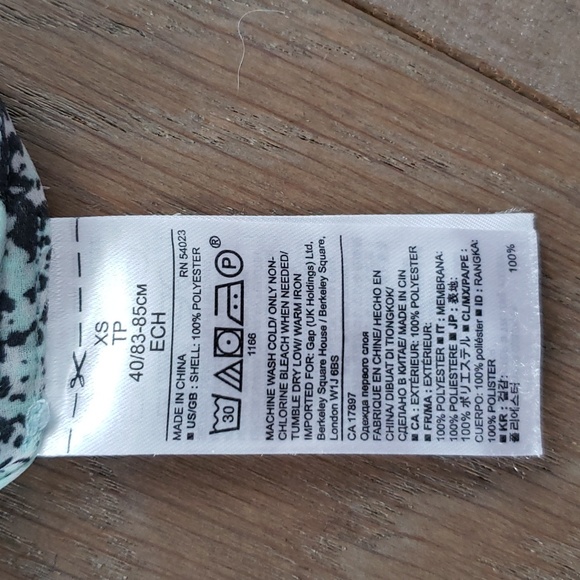 XS
TP
40/83-85CM
ECH
MADE IN CHINA RN 54023
■ US/GB : SHELL: 100% POLYESTER
30 P ®
1166
MACHINE WASH COLD/ ONLY NON-
CHLORINE BLEACH WHEN NEEDED/
TUMBLE DRY LOW/ WARM IRON
IMPORTED FOR: Gap (UK Holdings) Ltd,
Berkeley Square House / Berkeley Square,
London W1J 6BS
CA 17897
Одежда первого слоя
FABRIQUE EN CHINE/ HECHO EN
CHINA/ DIBUAT DI TIONGKOK/
СДЕЛАНО В КИТАЕ/ MADE IN CIN
■ CA : EXTÉRIEUR: 100% POLYESTER
■ FR/MA : EXTÉRIEUR:
100% POLYESTER ■ IT : MEMBRANA:
100% POLIESTERE ■ JP : 表地:
100% ポリエステル ■ CL/MX/PA/PE :
CUERPO: 100% poliéster ■ ID : RANGKA:
100% POLISTER
■ KR : 겉감: 100%
폴리에스터